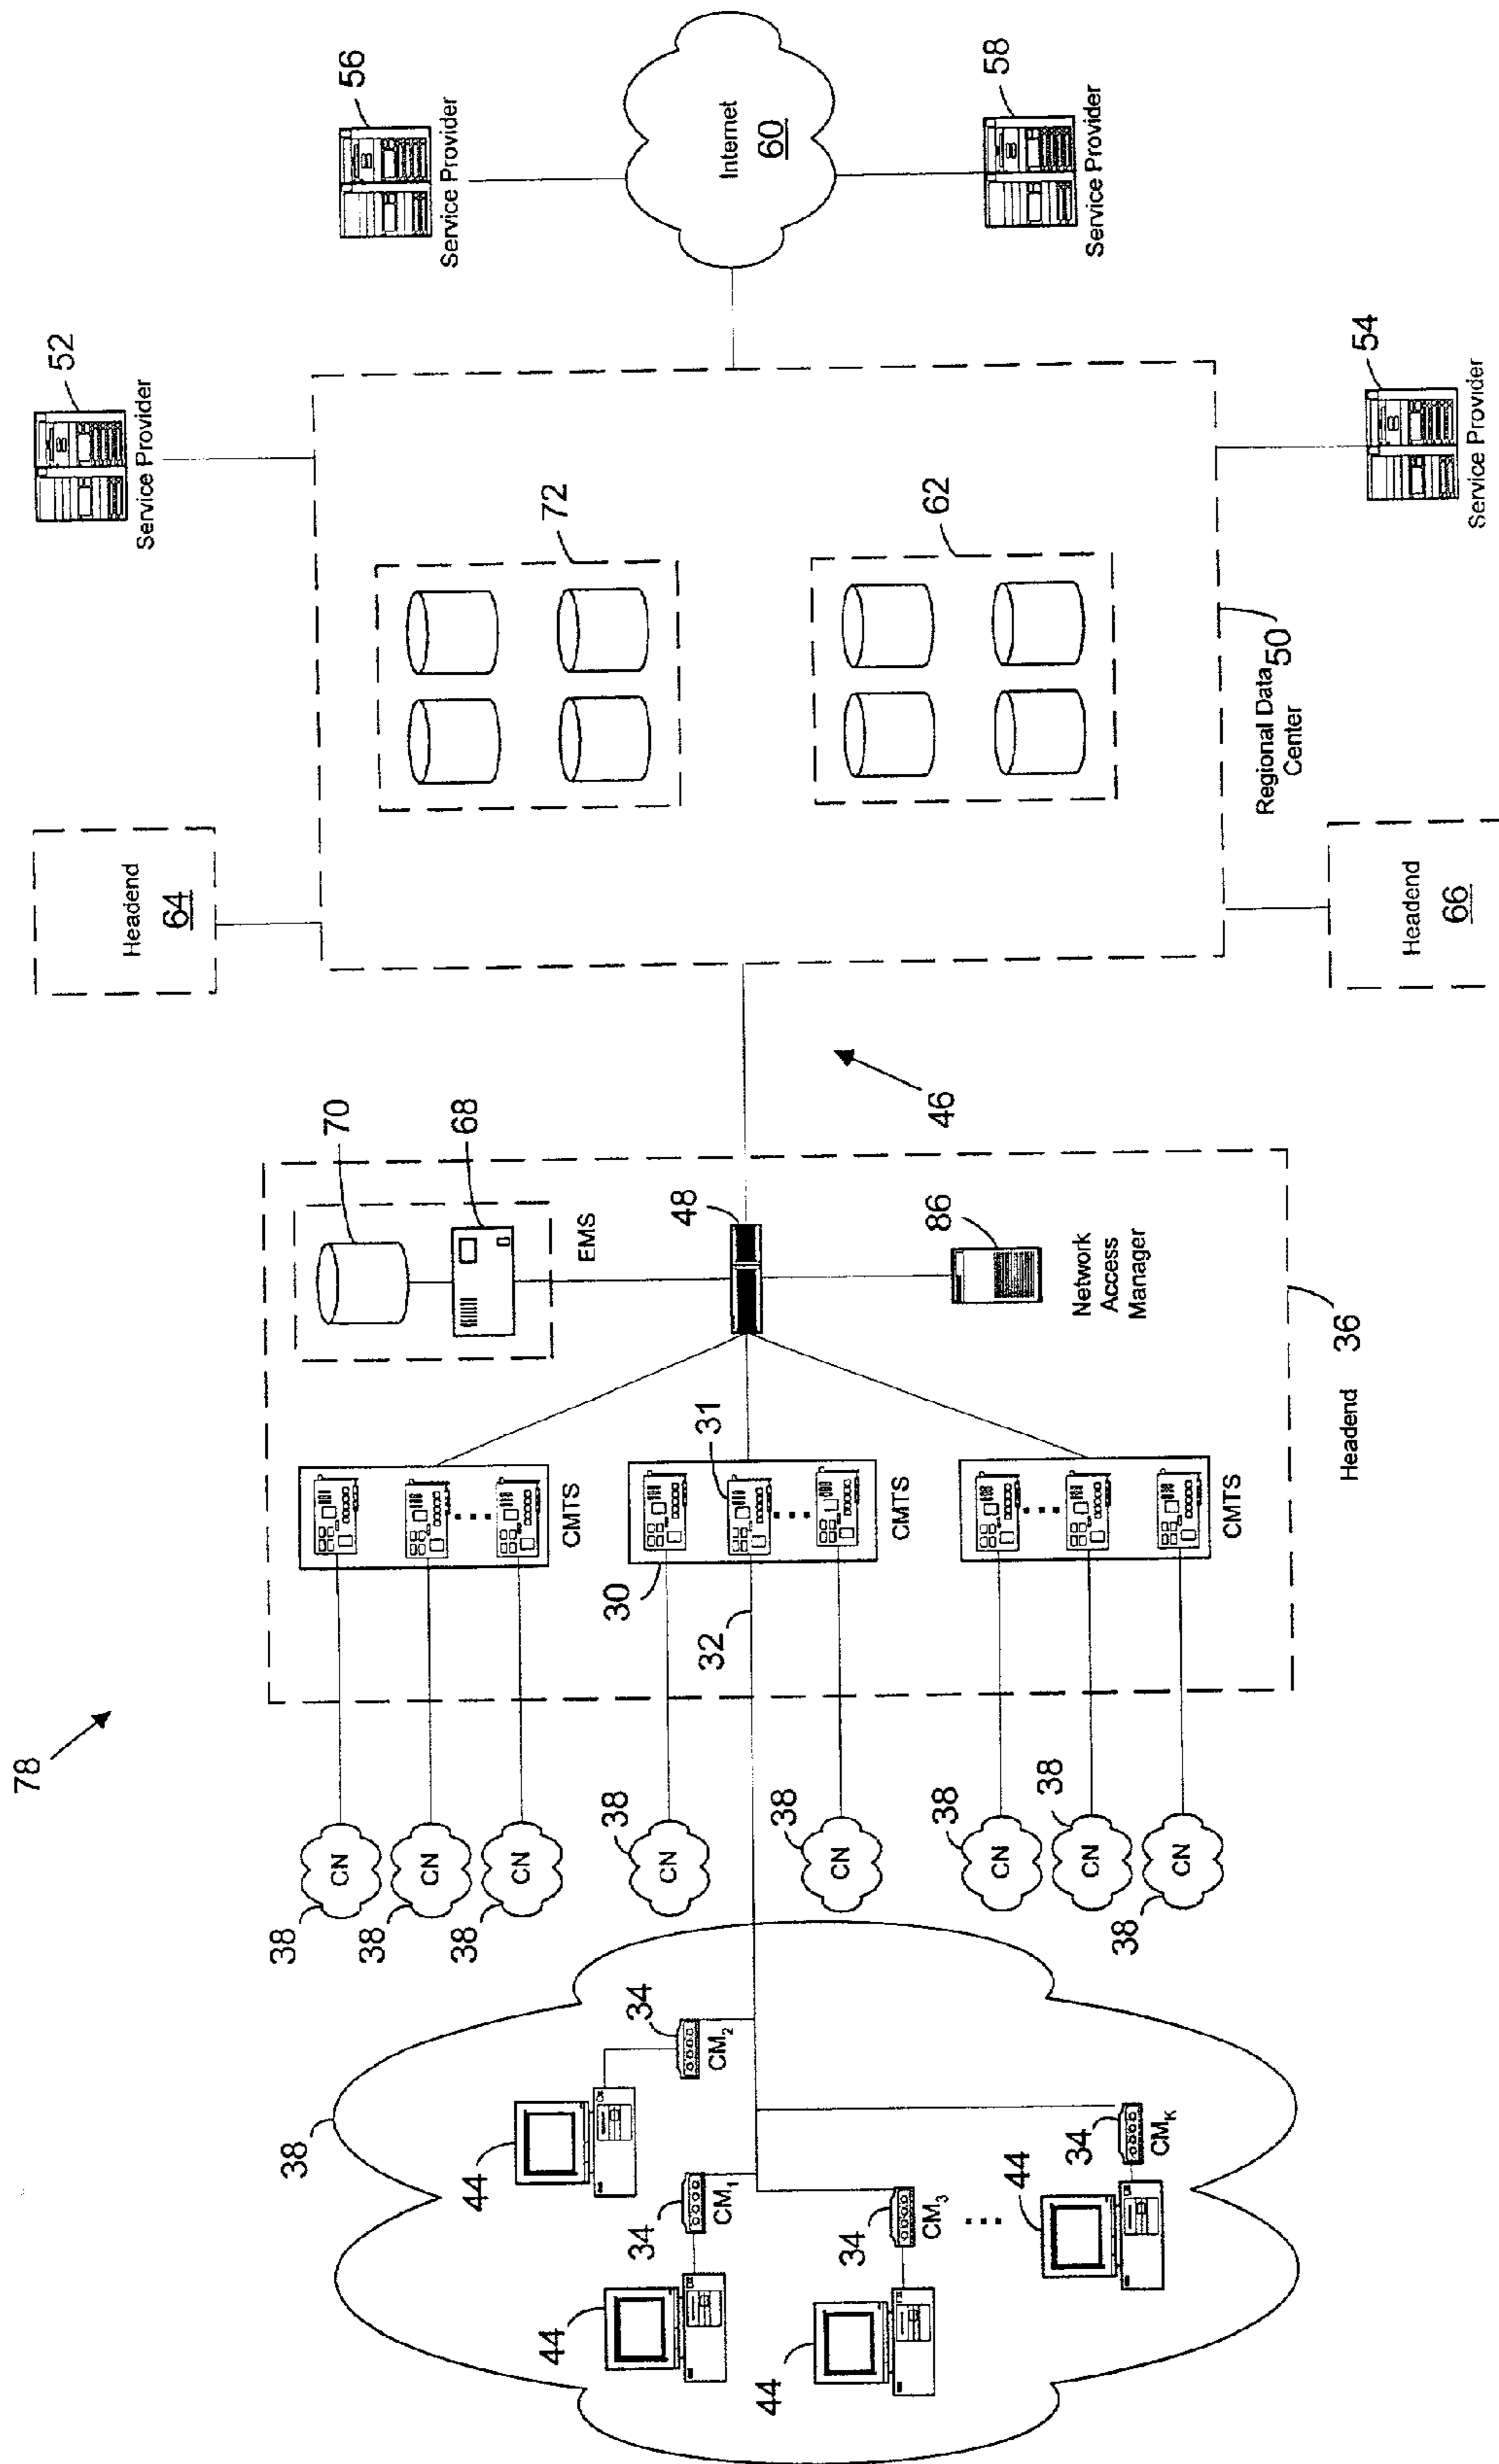 78
38
44
34
CM2
44
34
CM1
44
34
CM3
44
34
CMK
38
CN
38
CN
38
CN
38
CN
38
CN
38
CN
38
CN
38
CN
32
30
31
CMTS
CMTS
CMTS
70
68
EMS
48
86
Network
Access
Manager
36
Headend
46
Headend
64
Headend
66
72
62
50
Regional Data
Center
52
Service Provider
54
Service Provider
56
Service Provider
58
Service Provider
Internet
60